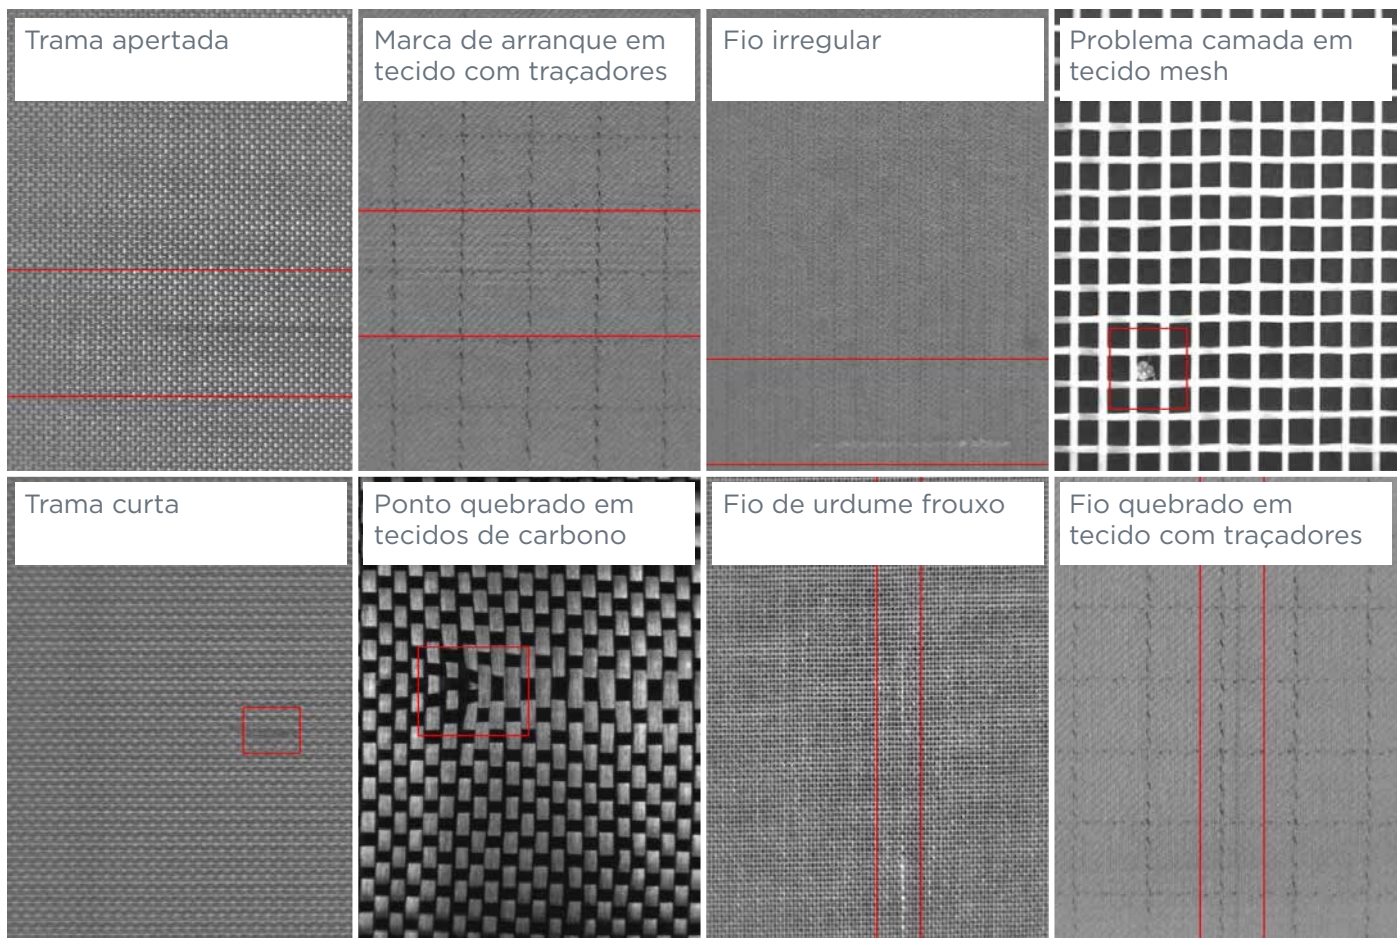 Trama apertada
Marca de arranque em
tecido com traçadores
Fio irregular
Problema camada em
tecido mesh
Trama curta
Ponto quebrado em
tecidos de carbono
Fio de urdume frouxo
Fio quebrado em
tecido com traçadores